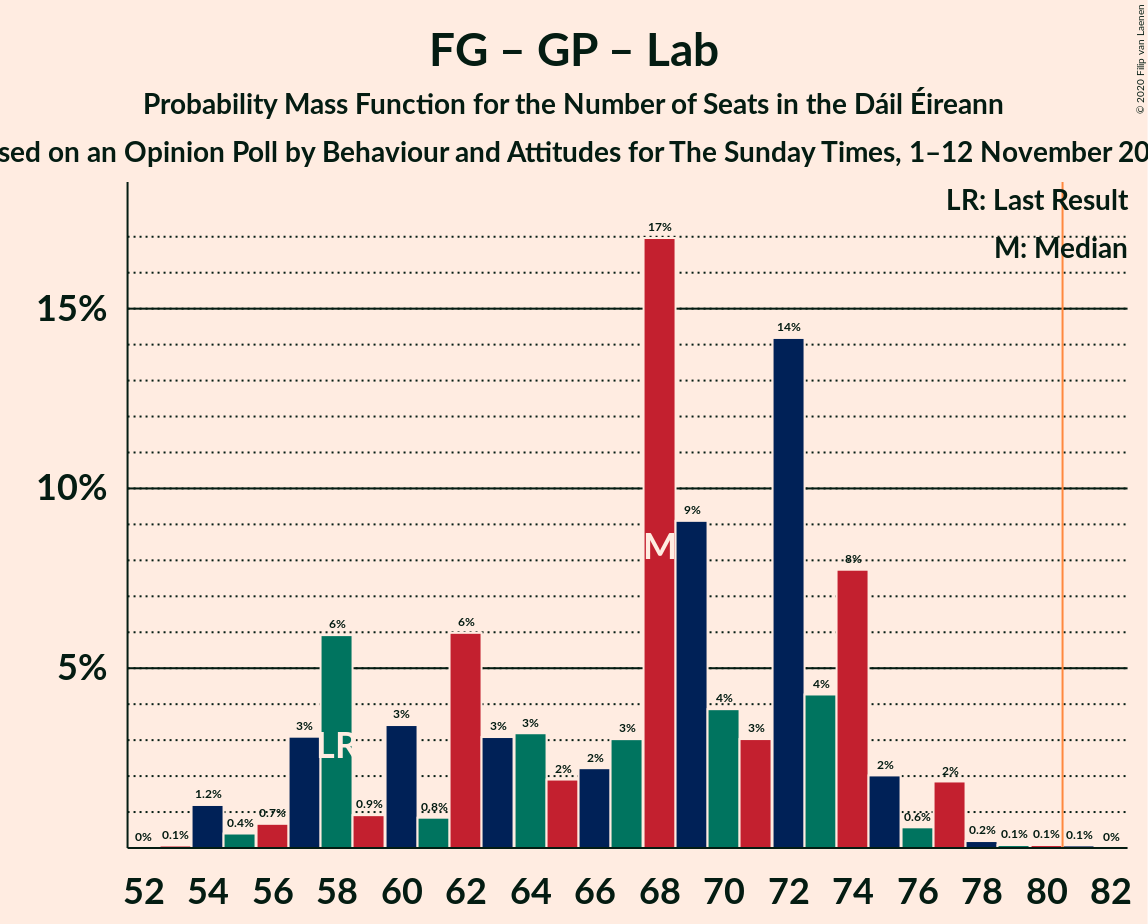 FG – GP – Lab
Probability Mass Function for the Number of Seats in the Dáil Éireann
sed on an Opinion Poll by Behaviour and Attitudes for The Sunday Times, 1–12 November 20
© 2020 Filip van Laenen
LR: Last Result
M: Median
17%
15%
14%
10%
9%
M
8%
6%
6%
5%
4%
4%
3%
3%
3%
3%
3%
3%
LR
2%
2%
2%
2%
1.2%
0.9%
0.8%
0.7%
0.6%
0.4%
0.2%
0% 0.1% 0.1% 0.1% 0.1% 0%
52 54 56 58 60 62 64 66 68 70 72 74 76 78 80 82